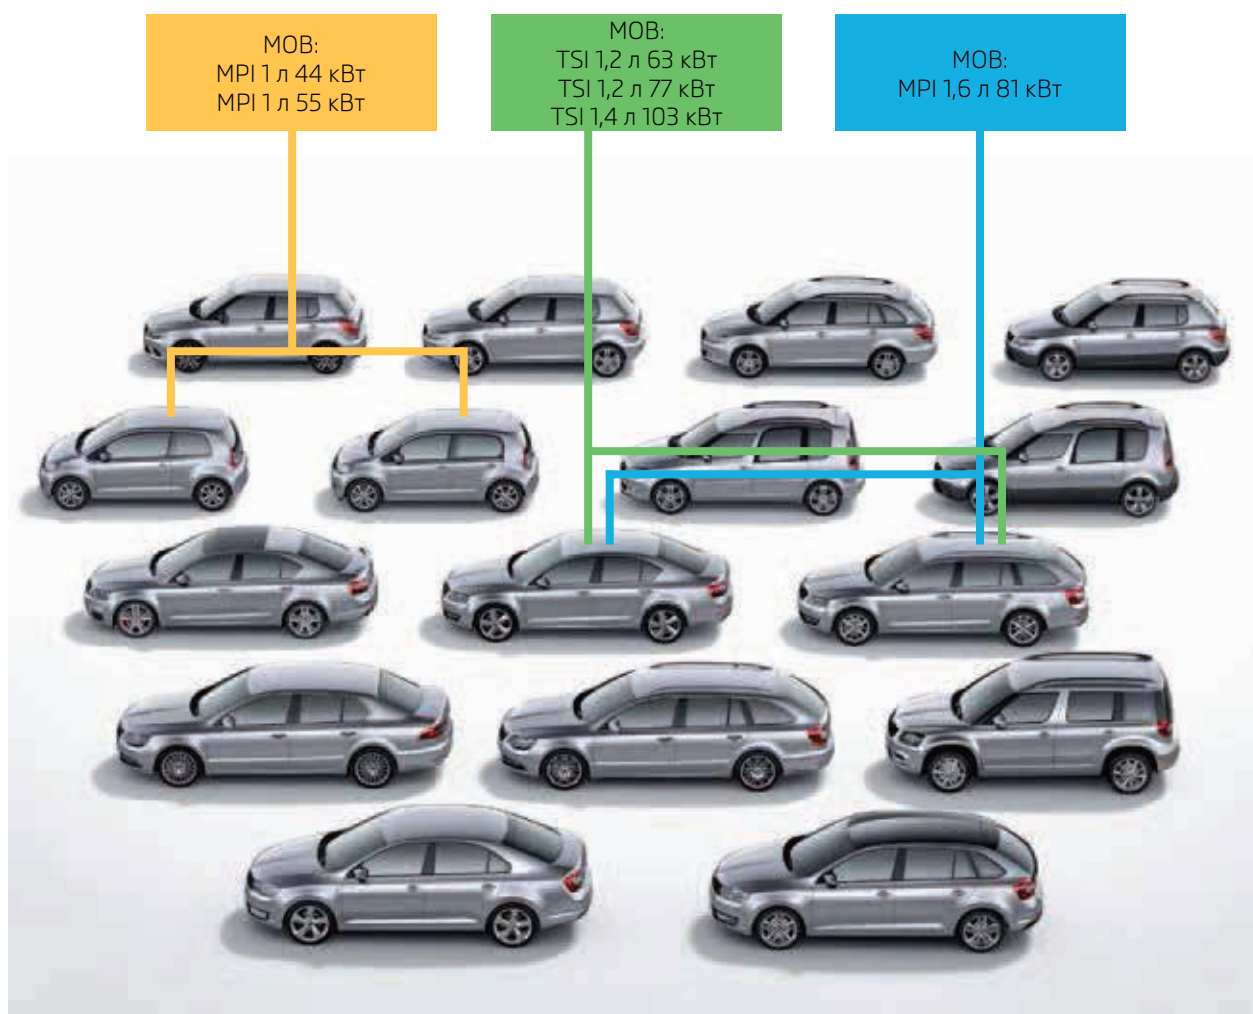 МОВ:
MPI 1 л 44 кВт
MPI 1 л 55 кВт
МОВ:
TSI 1,2 л 63 кВт
TSI 1,2 л 77 кВт
TSI 1,4 л 103 кВт
МОВ:
MPI 1,6 л 81 кВт